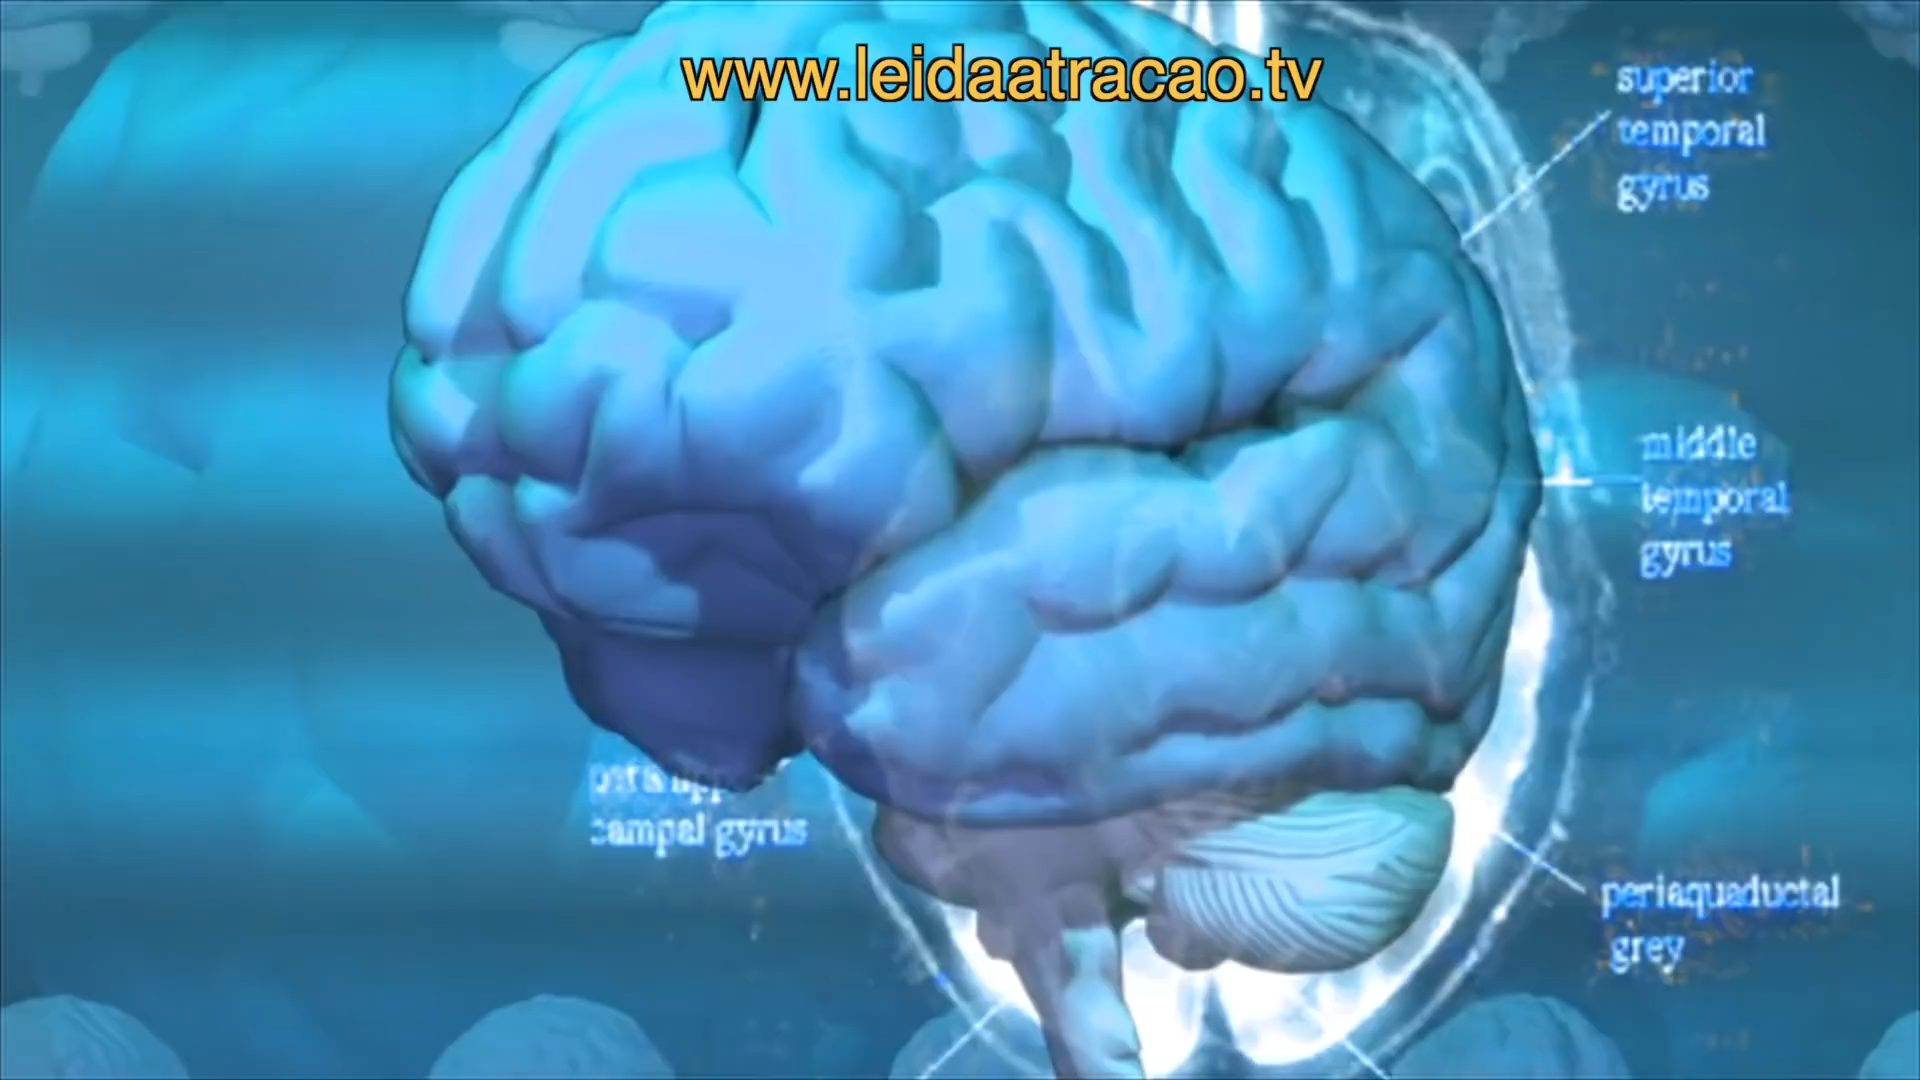 www.leidaatracao.tv
superior
temporal
gyrus
middle
temporal
gyrus
campal gyrus
periaquaductal
grey